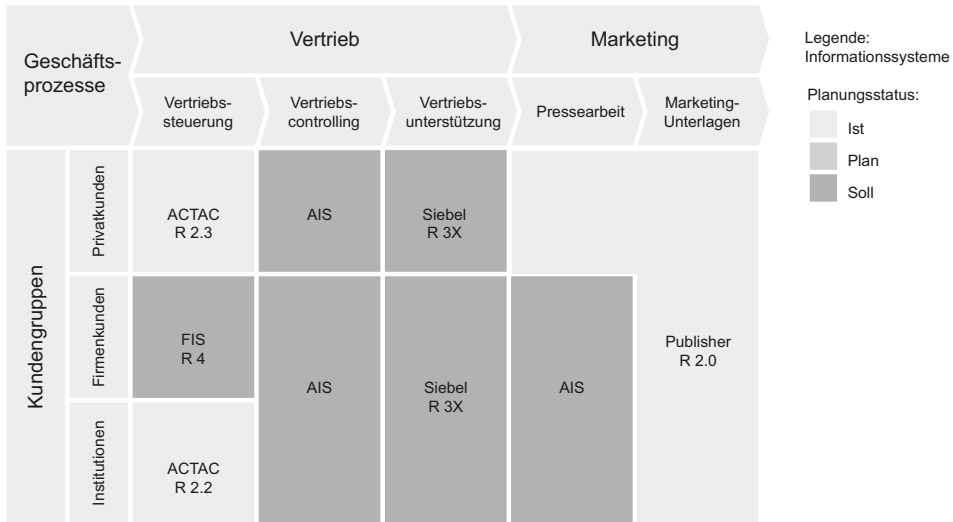 Geschäfts-
prozesse
Vertrieb
Marketing
Vertriebs-
steuerung
Vertriebs-
controlling
Vertriebs-
unterstützung
Pressearbeit
Marketing-
Unterlagen
Legende:
Informationssysteme
Planungsstatus:
Ist
Plan
Soll
Kundengruppen
Privatkunden
ACTAC
R 2.3
AIS
Siebel
R 3X
Firmenkunden
FIS
R 4
AIS
Siebel
R 3X
AIS
Publisher
R 2.0
Institutionen
ACTAC
R 2.2